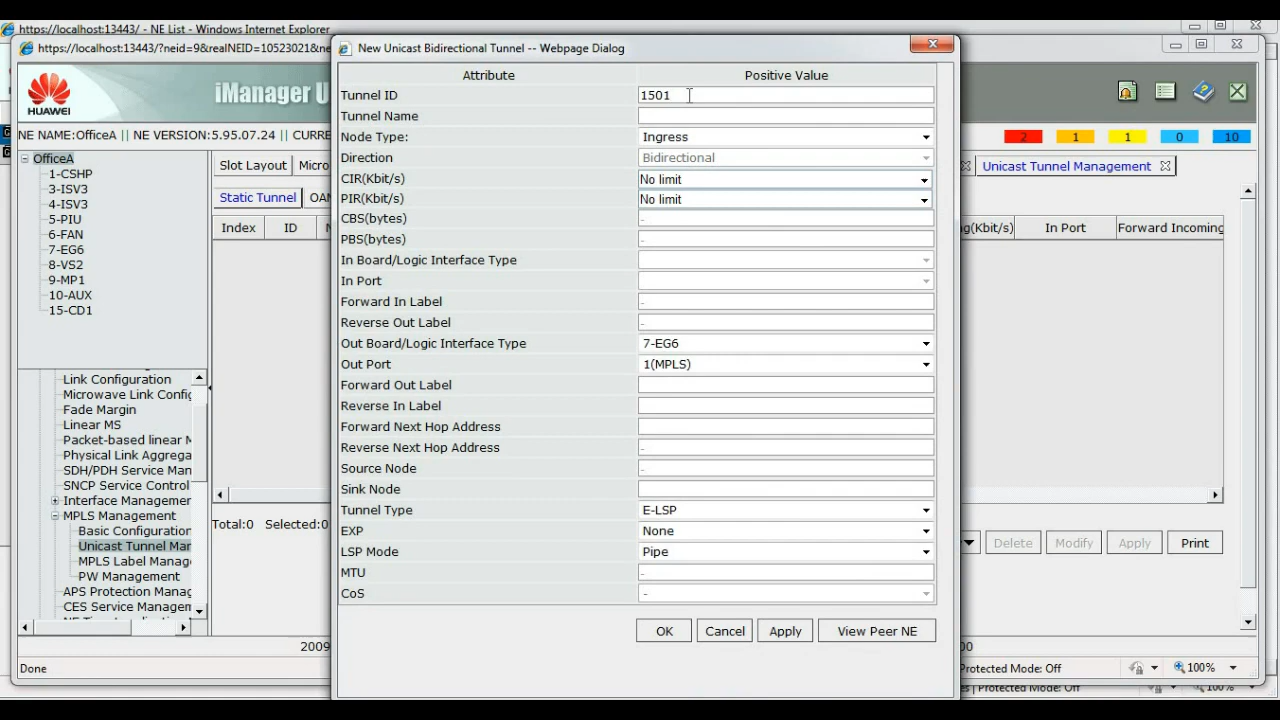 https://localhost:13443/ - NE List - Windows Internet Explorer
https://localhost:13443/?neid=9&realNEID=10523021&ne
HUAWEI
iManager U
NE NAME:OfficeA || NE VERSION:5.95.07.24 || CURRE
2 1 1 0 10
OfficeA
1-CSHP
3-ISV3
4-ISV3
5-PIU
6-FAN
7-EG6
8-VS2
9-MP1
10-AUX
15-CD1
Link Configuration
Microwave Link Config
Fade Margin
Linear MS
Packet-based linear M
Physical Link Aggrega
SDH/PDH Service Man
SNCP Service Control
Interface Managemen
MPLS Management
Basic Configuration
Unicast Tunnel Mar
MPLS Label Manag
PW Management
APS Protection Manag
CES Service Managem
Slot Layout Micro
Static Tunnel OAM
Index ID
Total:0 Selected:0
2009
Done
New Unicast Bidirectional Tunnel -- Webpage Dialog
Attribute Positive Value
Tunnel ID 1501
Tunnel Name
Node Type: Ingress
Direction Bidirectional
CIR(Kbit/s) No limit
PIR(Kbit/s) No limit
CBS(bytes) -
PBS(bytes) -
In Board/Logic Interface Type
In Port
Forward In Label -
Reverse Out Label -
Out Board/Logic Interface Type 7-EG6
Out Port 1(MPLS)
Forward Out Label
Reverse In Label
Forward Next Hop Address
Reverse Next Hop Address -
Source Node -
Sink Node
Tunnel Type E-LSP
EXP None
LSP Mode Pipe
MTU -
CoS -
OK Cancel Apply View Peer NE
Unicast Tunnel Management
g(Kbit/s) In Port Forward Incoming
Delete Modify Apply Print
00
Protected Mode: Off 100%
s | Protected Mode: Off 100%